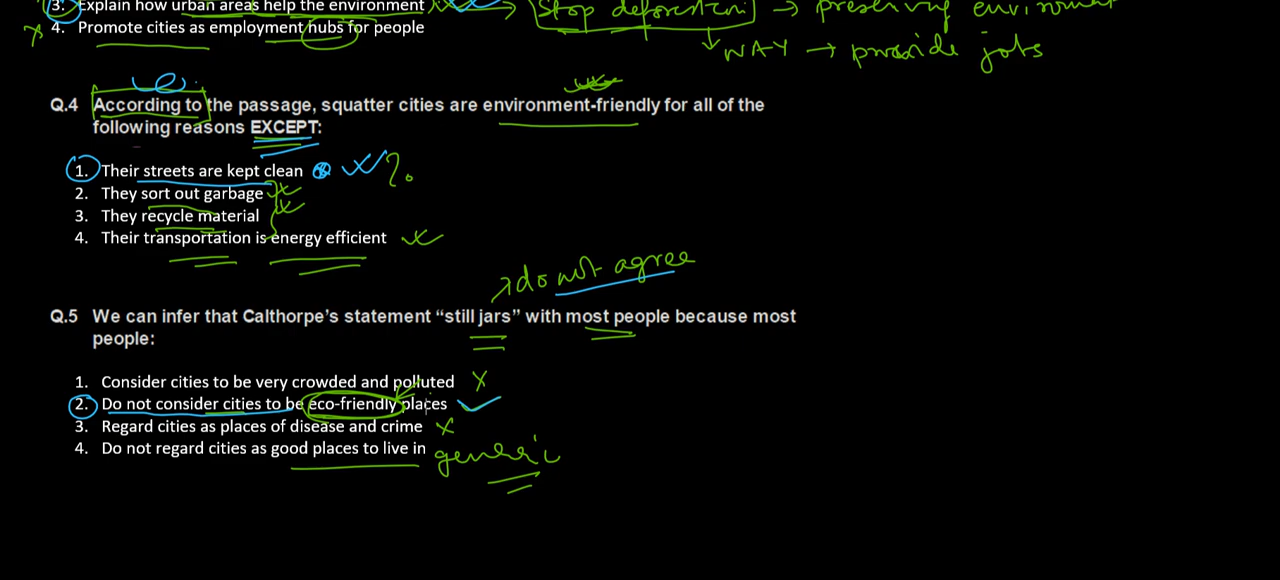 3. Explain how urban areas help the environment → Stop deforestation → preserving environment
4. Promote cities as employment hubs for people
WAY → provide jobs
Q.4 According to the passage, squatter cities are environment-friendly for all of the
following reasons EXCEPT:
1. Their streets are kept clean ?
2. They sort out garbage
3. They recycle material
4. Their transportation is energy efficient
do not agree
Q.5 We can infer that Calthorpe's statement "still jars" with most people because most
people:
1. Consider cities to be very crowded and polluted
2. Do not consider cities to be eco-friendly places
3. Regard cities as places of disease and crime
4. Do not regard cities as good places to live in generic